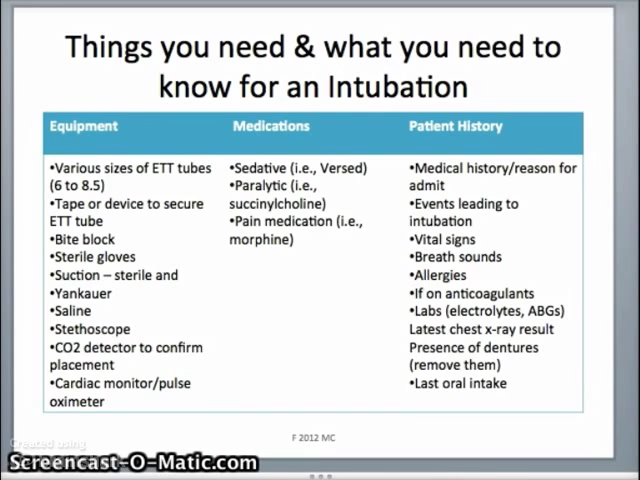 Things you need & what you need to
know for an Intubation
Equipment
•Various sizes of ETT tubes
(6 to 8.5)
•Tape or device to secure
ETT tube
•Bite block
•Sterile gloves
•Suction – sterile and
•Yankauer
•Saline
•Stethoscope
•CO2 detector to confirm
placement
•Cardiac monitor/pulse
oximeter
Medications
•Sedative (i.e., Versed)
•Paralytic (i.e.,
succinylcholine)
•Pain medication (i.e.,
morphine)
Patient History
•Medical history/reason for
admit
•Events leading to
intubation
•Vital signs
•Breath sounds
•Allergies
•If on anticoagulants
•Labs (electrolytes, ABGs)
Latest chest x-ray result
Presence of dentures
(remove them)
•Last oral intake
F 2012 MC
Created using
Screencast-O-Matic.com